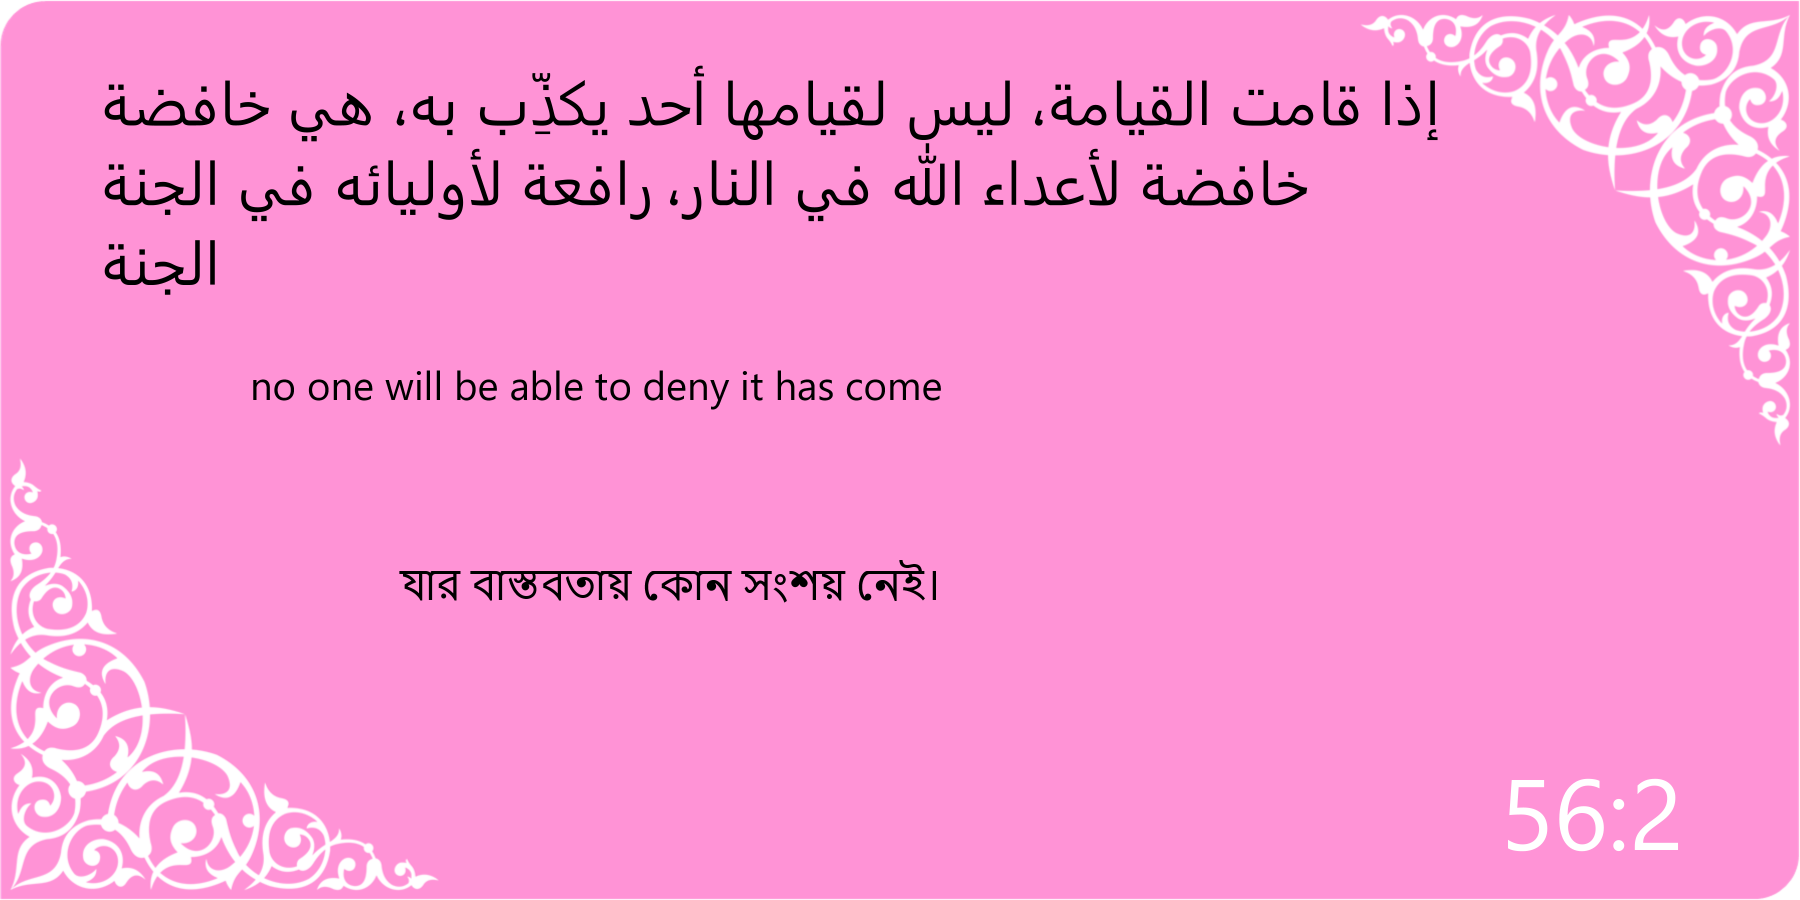 إذا قامت القيامة، ليس لقيامها أحد يكذِّب به، هي خافضة
خافضة لأعداء الله في النار، رافعة لأوليائه في الجنة
الجنة
no one will be able to deny it has come
যার বাস্তবতায় কোন সংশয় নেই।
56:2